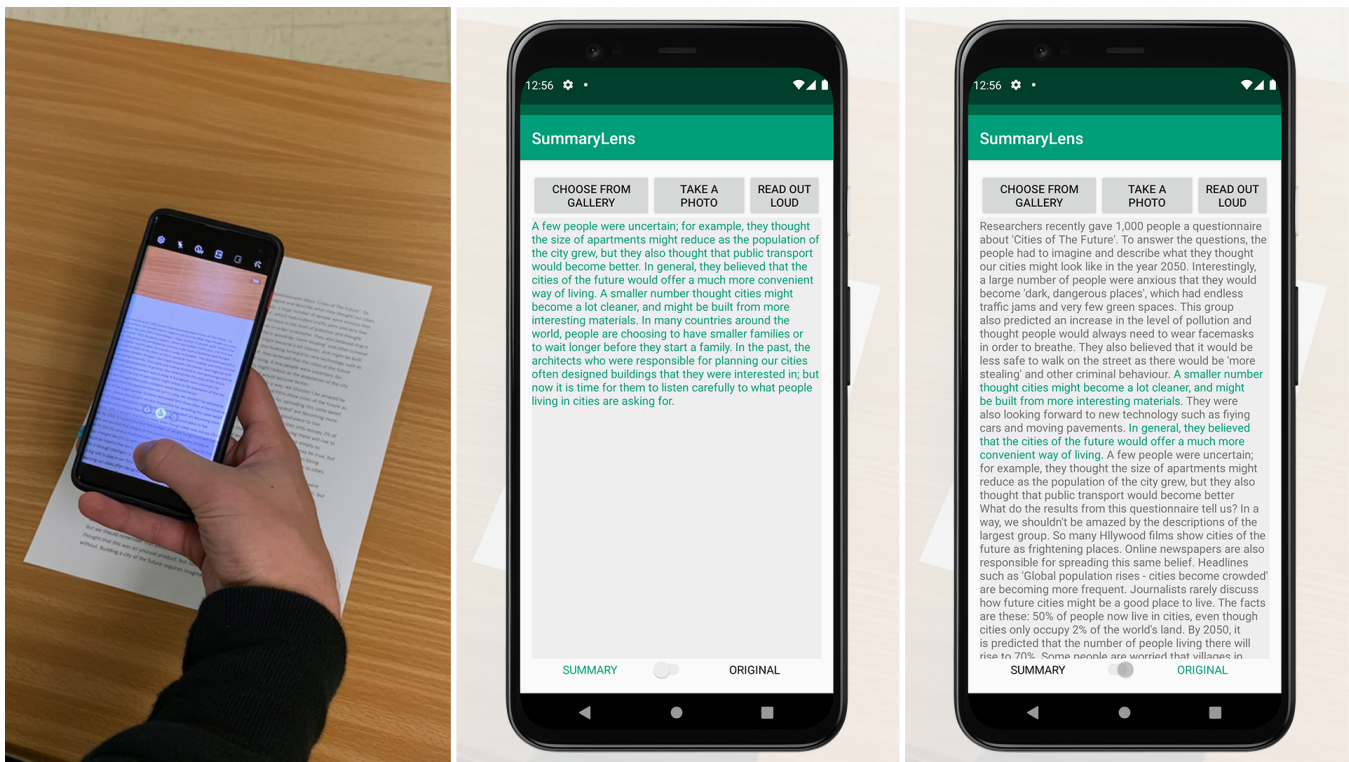 12:56
SummaryLens
CHOOSE FROM
GALLERY
TAKE A
PHOTO
READ OUT
LOUD
A few people were uncertain; for example, they thought
the size of apartments might reduce as the population of
the city grew, but they also thought that public transport
would become better. In general, they believed that the
cities of the future would offer a much more convenient
way of living. A smaller number thought cities might
become a lot cleaner, and might be built from more
interesting materials. In many countries around the
world, people are choosing to have smaller families or
to wait longer before they start a family. In the past, the
architects who were responsible for planning our cities
often designed buildings that they were interested in; but
now it is time for them to listen carefully to what people
living in cities are asking for.
SUMMARY ORIGINAL
12:56
SummaryLens
CHOOSE FROM
GALLERY
TAKE A
PHOTO
READ OUT
LOUD
Researchers recently gave 1,000 people a questionnaire
about 'Cities of The Future'. To answer the questions, the
people had to imagine and describe what they thought
our cities might look like in the year 2050. Interestingly,
a large number of people were anxious that they would
become 'dark, dangerous places', which had endless
traffic jams and very few green spaces. This group
also predicted an increase in the level of pollution and
thought people would always need to wear facemasks
in order to breathe. They also believed that it would be
less safe to walk on the street as there would be 'more
stealing' and other criminal behaviour. A smaller number
thought cities might become a lot cleaner, and might
be built from more interesting materials. They were
also looking forward to new technology such as fiying
cars and moving pavements. In general, they believed
that the cities of the future would offer a much more
convenient way of living. A few people were uncertain;
for example, they thought the size of apartments might
reduce as the population of the city grew, but they also
thought that public transport would become better
What do the results from this questionnaire tell us? In a
way, we shouldn't be amazed by the descriptions of the
largest group. So many Hllywood films show cities of the
future as frightening places. Online newspapers are also
responsible for spreading this same belief. Headlines
such as 'Global population rises - cities become crowded'
are becoming more frequent. Journalists rarely discuss
how future cities might be a good place to live. The facts
are these: 50% of people now live in cities, even though
cities only occupy 2% of the world's land. By 2050, it
is predicted that the number of people living there will
rise to 70%. Some people are worried that villages in
SUMMARY ORIGINAL